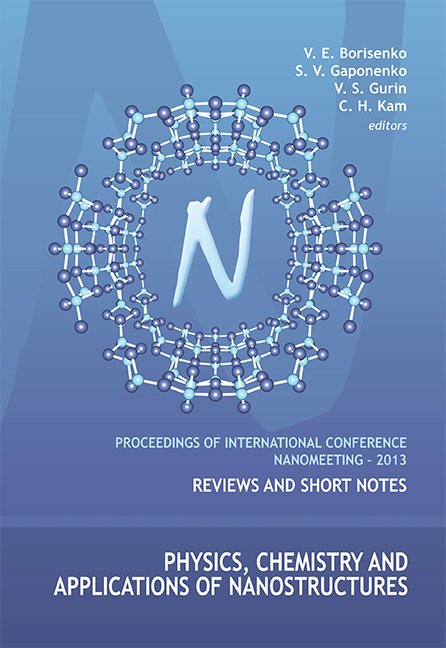 V. E. Borisenko
S. V. Gaponenko
V. S. Gurin
C. H. Kam
editors
N
PROCEEDINGS OF INTERNATIONAL CONFERENCE
NANOMEETING – 2013
REVIEWS AND SHORT NOTES
PHYSICS, CHEMISTRY AND
APPLICATIONS OF NANOSTRUCTURES